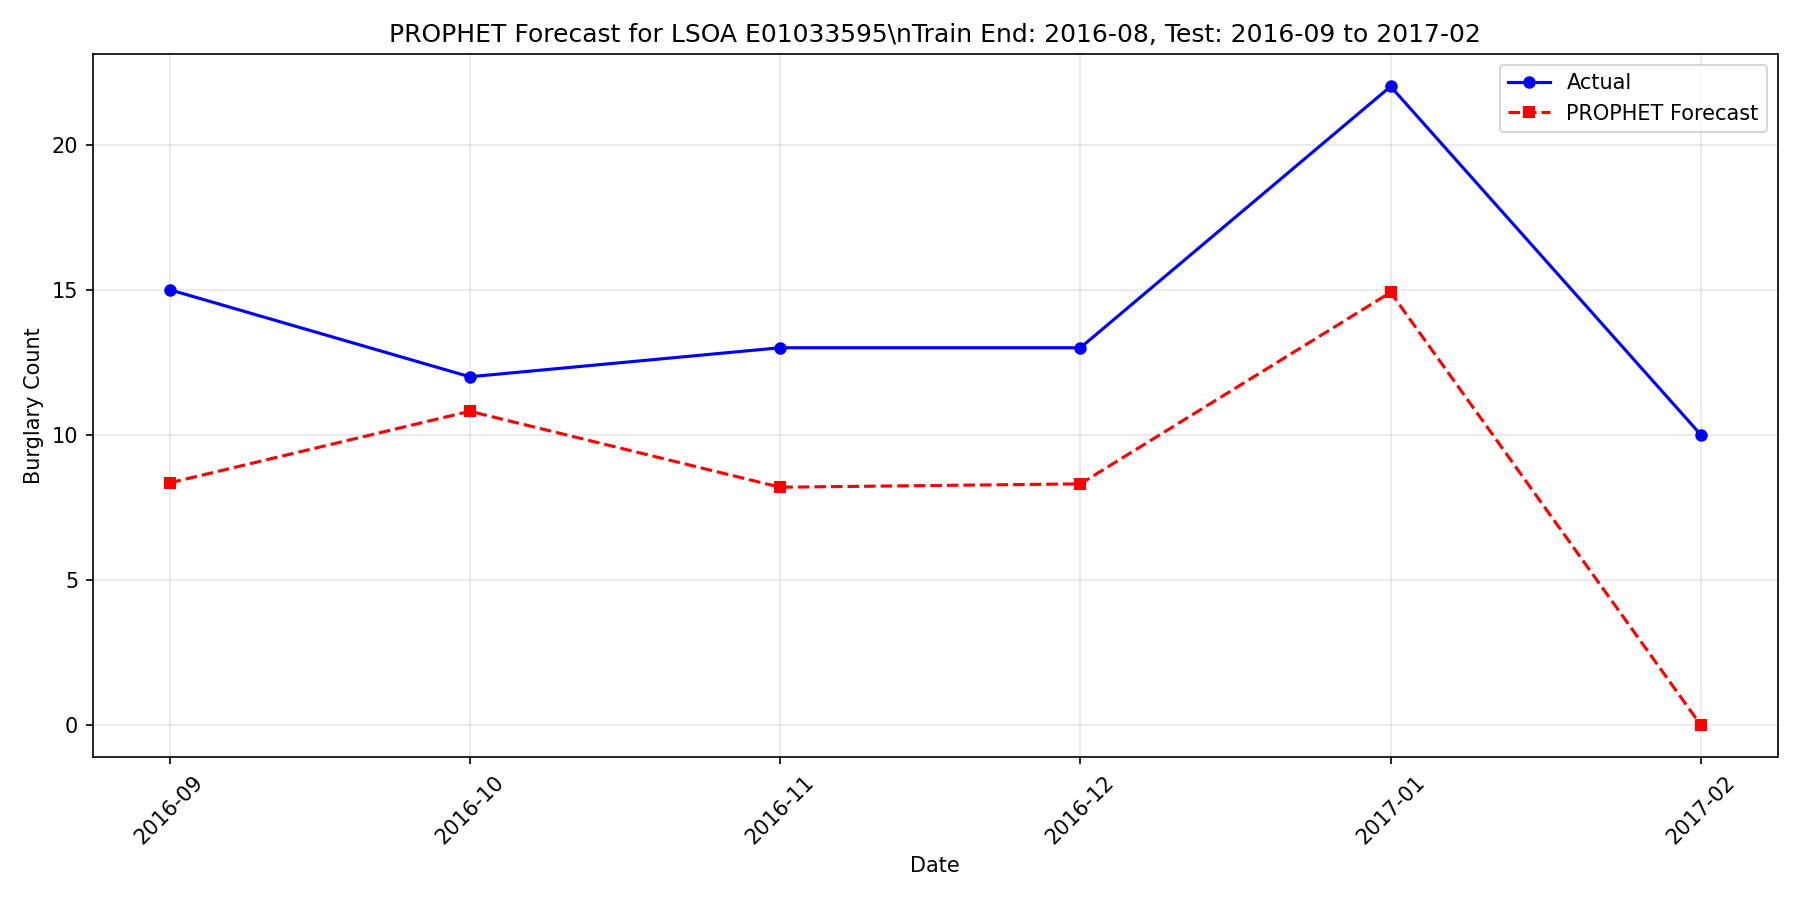 PROPHET Forecast for LSOA E01033595\nTrain End: 2016-08, Test: 2016-09 to 2017-02
Actual
PROPHET Forecast
Burglary Count
20
15
10
5
0
2016-09
2016-10
2016-11
2016-12
2017-01
2017-02
Date